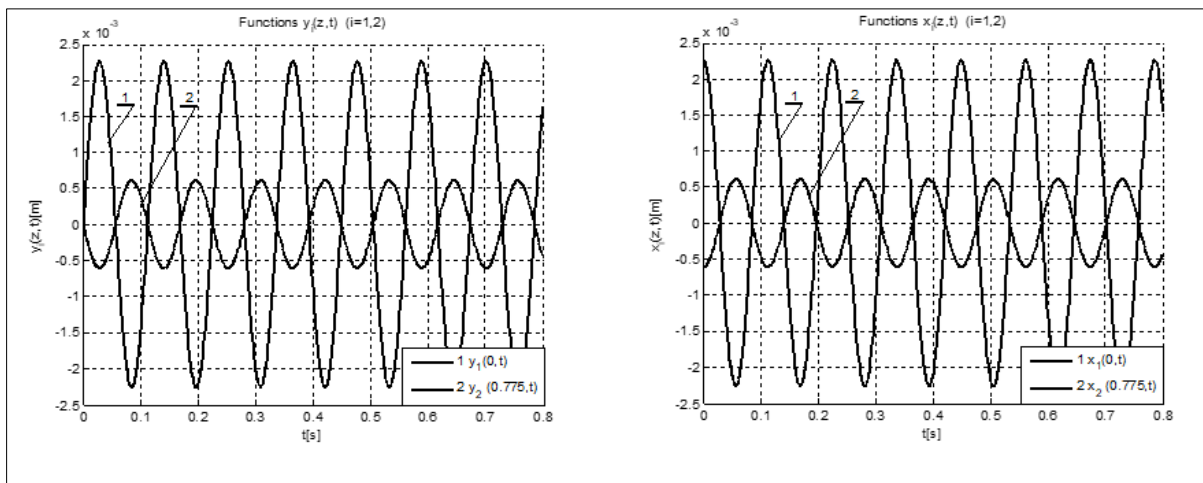 Functions y_i(z,t) (i=1,2)
x 10^-3
2.5
2
1.5
1
0.5
0
-0.5
-1
-1.5
-2
-2.5
y_i(z,t)[m]
1
2
1 y_1(0,t)
2 y_2 (0.775,t)
0 0.1 0.2 0.3 0.4 0.5 0.6 0.7 0.8
t[s]
Functions x_i(z,t) (i=1,2)
x 10^-3
2.5
2
1.5
1
0.5
0
-0.5
-1
-1.5
-2
-2.5
x_i(z,t)[m]
1
2
1 x_1(0,t)
2 x_2 (0.775,t)
0 0.1 0.2 0.3 0.4 0.5 0.6 0.7 0.8
t[s]